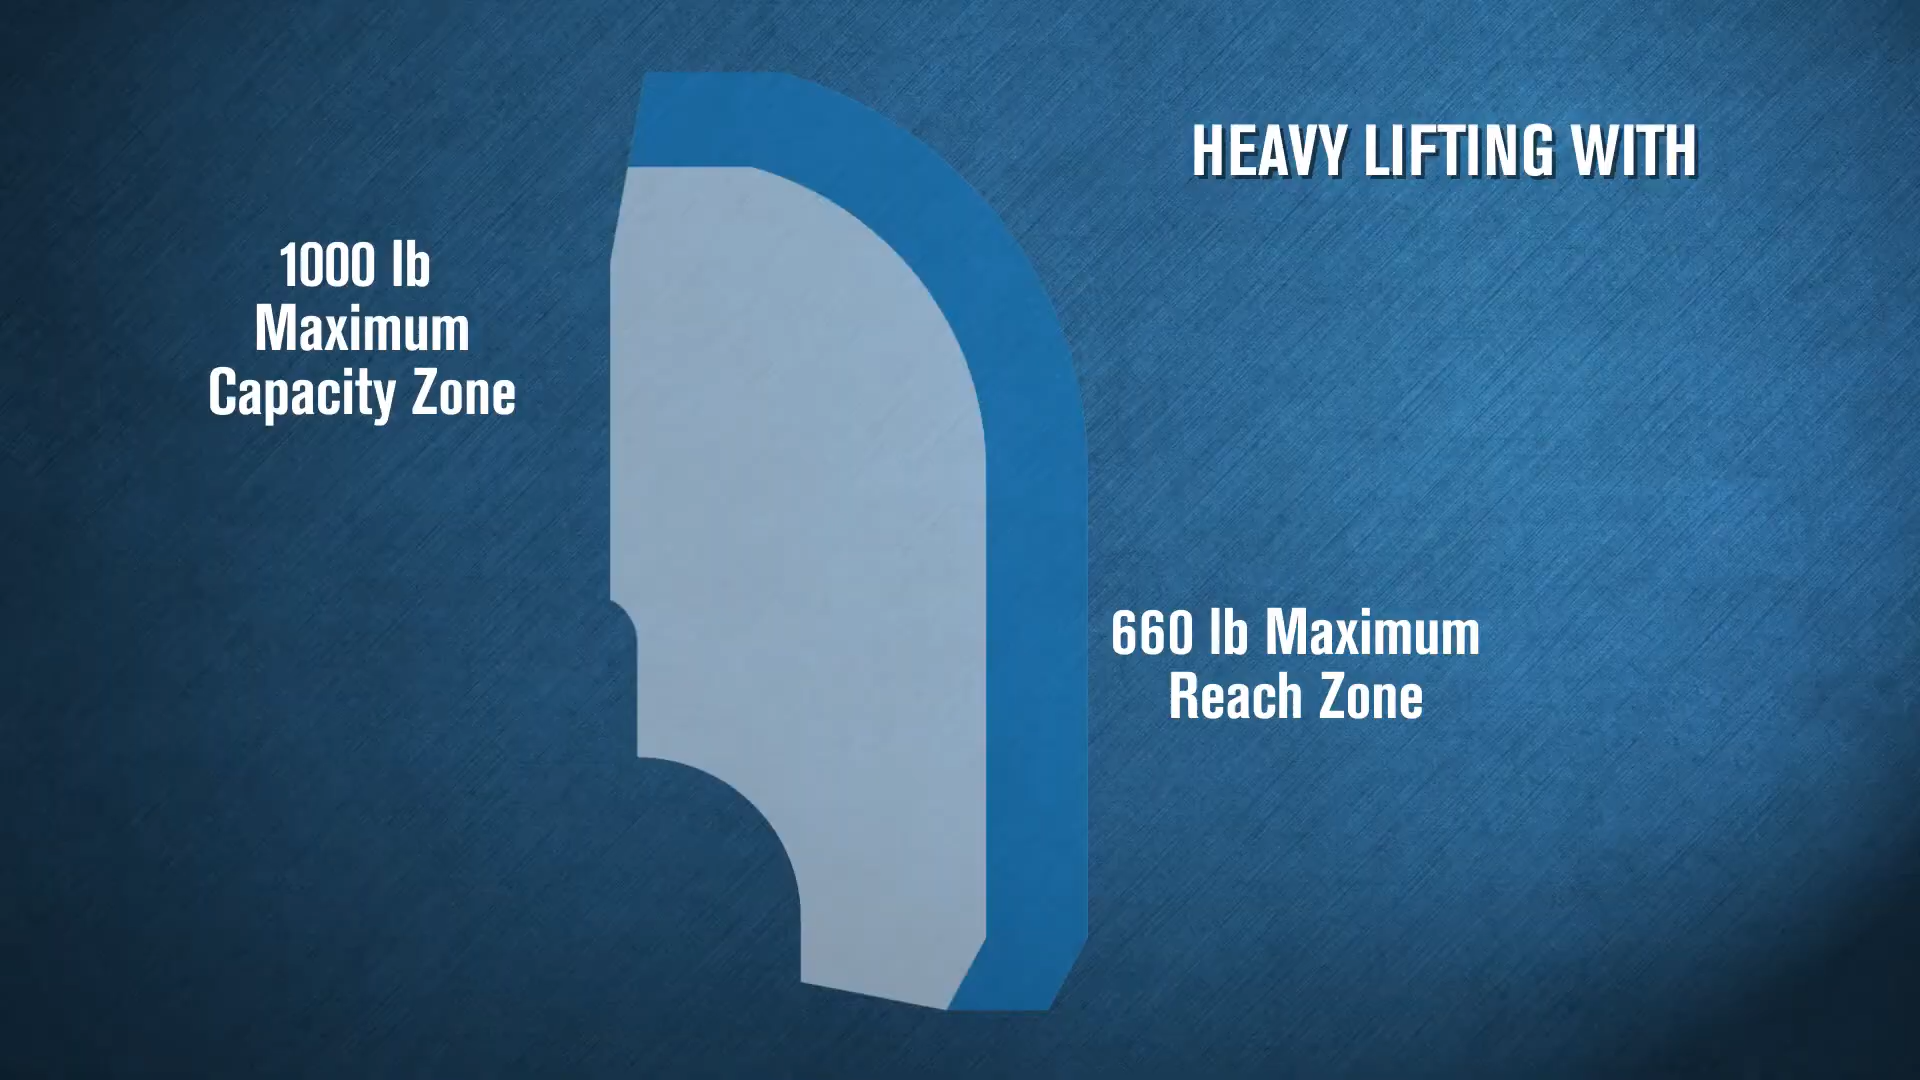 HEAVY LIFTING WITH
1000 lb
Maximum
Capacity Zone
660 lb Maximum
Reach Zone